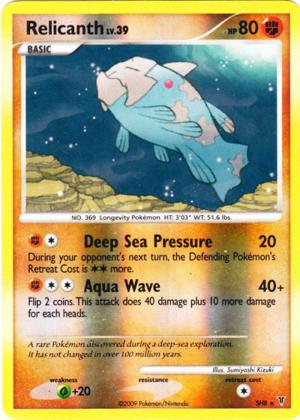 Relicanth LV.39 HP 80
BASIC
Illus. Sumiyoshi Kizuki
NO. 369 Longevity Pokémon HT: 3'03" WT: 51.6 lbs.
Deep Sea Pressure 20
During your opponent's next turn, the Defending Pokémon's
Retreat Cost is more.
Aqua Wave 40+
Flip 2 coins. This attack does 40 damage plus 10 more damage
for each heads.
A rare Pokémon discovered during a deep-sea exploration.
It has not changed in over 100 million years.
weakness resistance retreat cost
+20
©2009 Pokémon/Nintendo
SH8